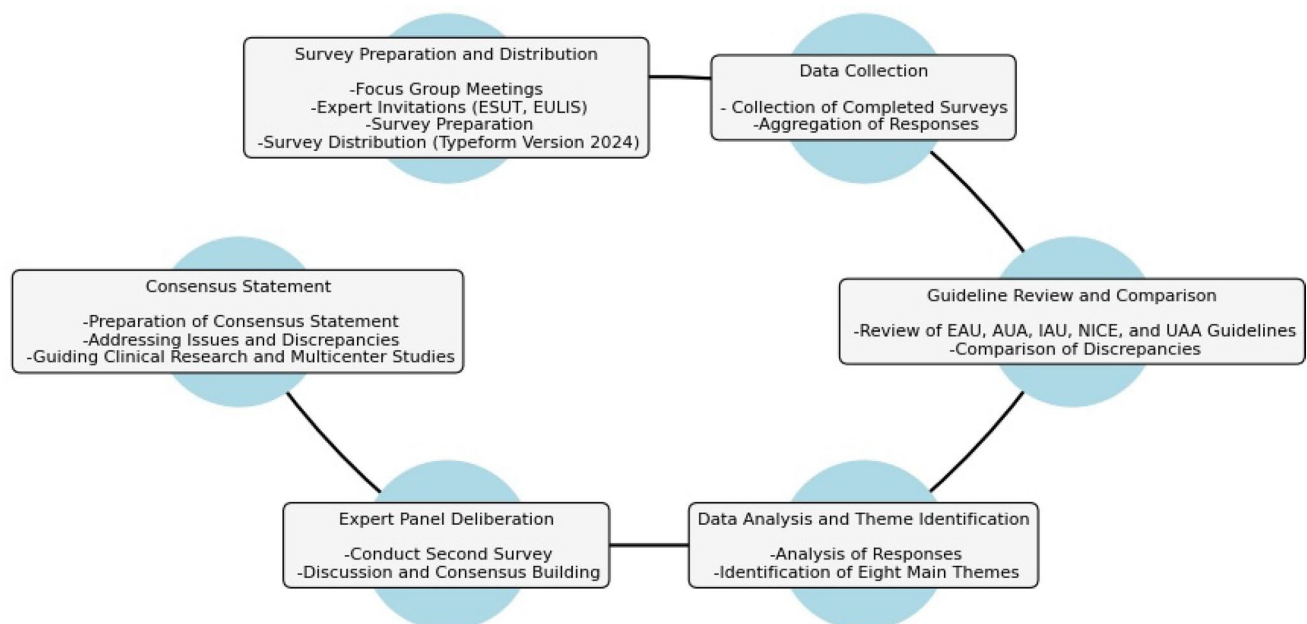 Survey Preparation and Distribution
-Focus Group Meetings
-Expert Invitations (ESUT, EULIS)
-Survey Preparation
-Survey Distribution (Typeform Version 2024)
Data Collection
- Collection of Completed Surveys
-Aggregation of Responses
Guideline Review and Comparison
-Review of EAU, AUA, IAU, NICE, and UAA Guidelines
-Comparison of Discrepancies
Data Analysis and Theme Identification
-Analysis of Responses
-Identification of Eight Main Themes
Expert Panel Deliberation
-Conduct Second Survey
-Discussion and Consensus Building
Consensus Statement
-Preparation of Consensus Statement
-Addressing Issues and Discrepancies
-Guiding Clinical Research and Multicenter Studies